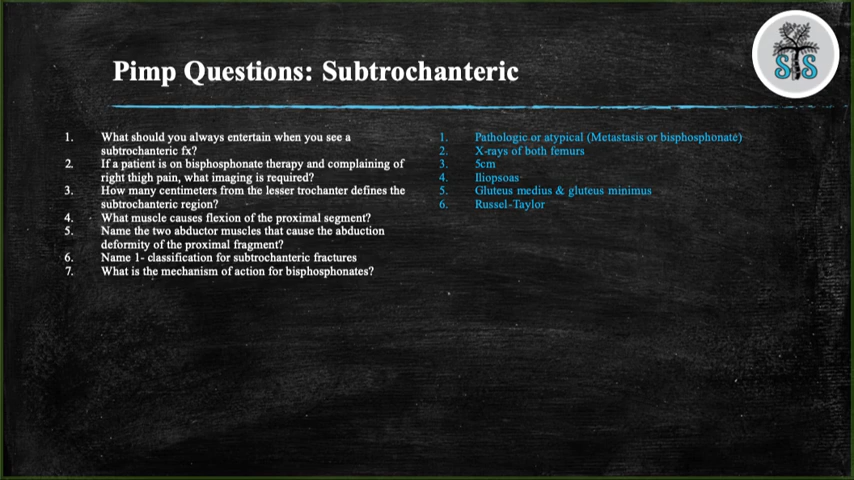 Pimp Questions: Subtrochanteric
STS
1. What should you always entertain when you see a
subtrochanteric fx?
2. If a patient is on bisphosphonate therapy and complaining of
right thigh pain, what imaging is required?
3. How many centimeters from the lesser trochanter defines the
subtrochanteric region?
4. What muscle causes flexion of the proximal segment?
5. Name the two abductor muscles that cause the abduction
deformity of the proximal fragment?
6. Name 1- classification for subtrochanteric fractures
7. What is the mechanism of action for bisphosphonates?
1. Pathologic or atypical (Metastasis or bisphosphonate)
2. X-rays of both femurs
3. 5cm
4. Iliopsoas
5. Gluteus medius & gluteus minimus
6. Russel-Taylor